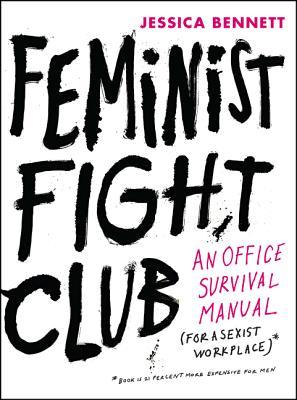 JESSICA BENNETT
FEMINIST
FIGHT
CLUB
AN OFFICE
SURVIVAL
MANUAL
(FOR A SEXIST
WORKPLACE)*
*BOOK IS 21 PERCENT MORE EXPENSIVE FOR MEN